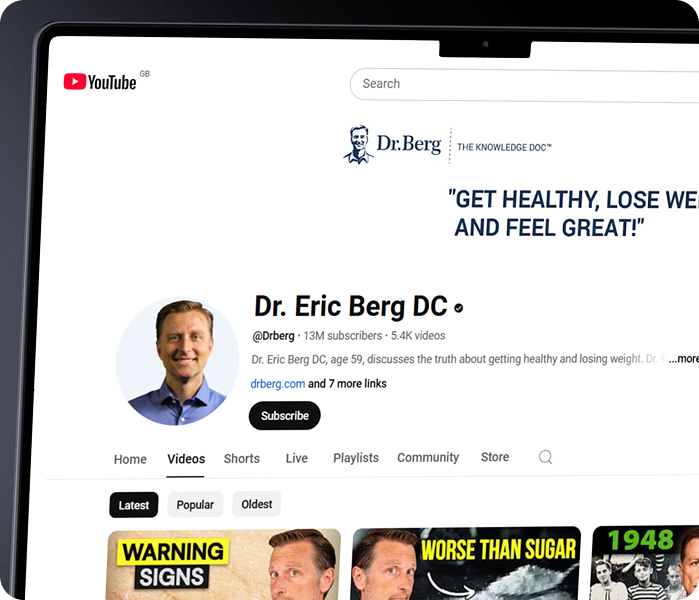 YouTube GB
Search
Dr.Berg THE KNOWLEDGE DOC™
"GET HEALTHY, LOSE WE
AND FEEL GREAT!"
Dr. Eric Berg DC
@Drberg · 13M subscribers · 5.4K videos
Dr. Eric Berg DC, age 59, discusses the truth about getting healthy and losing weight. Dr. ...more
drberg.com and 7 more links
Subscribe
Home Videos Shorts Live Playlists Community Store
Latest Popular Oldest
WARNING
SIGNS
WORSE THAN SUGAR
1948